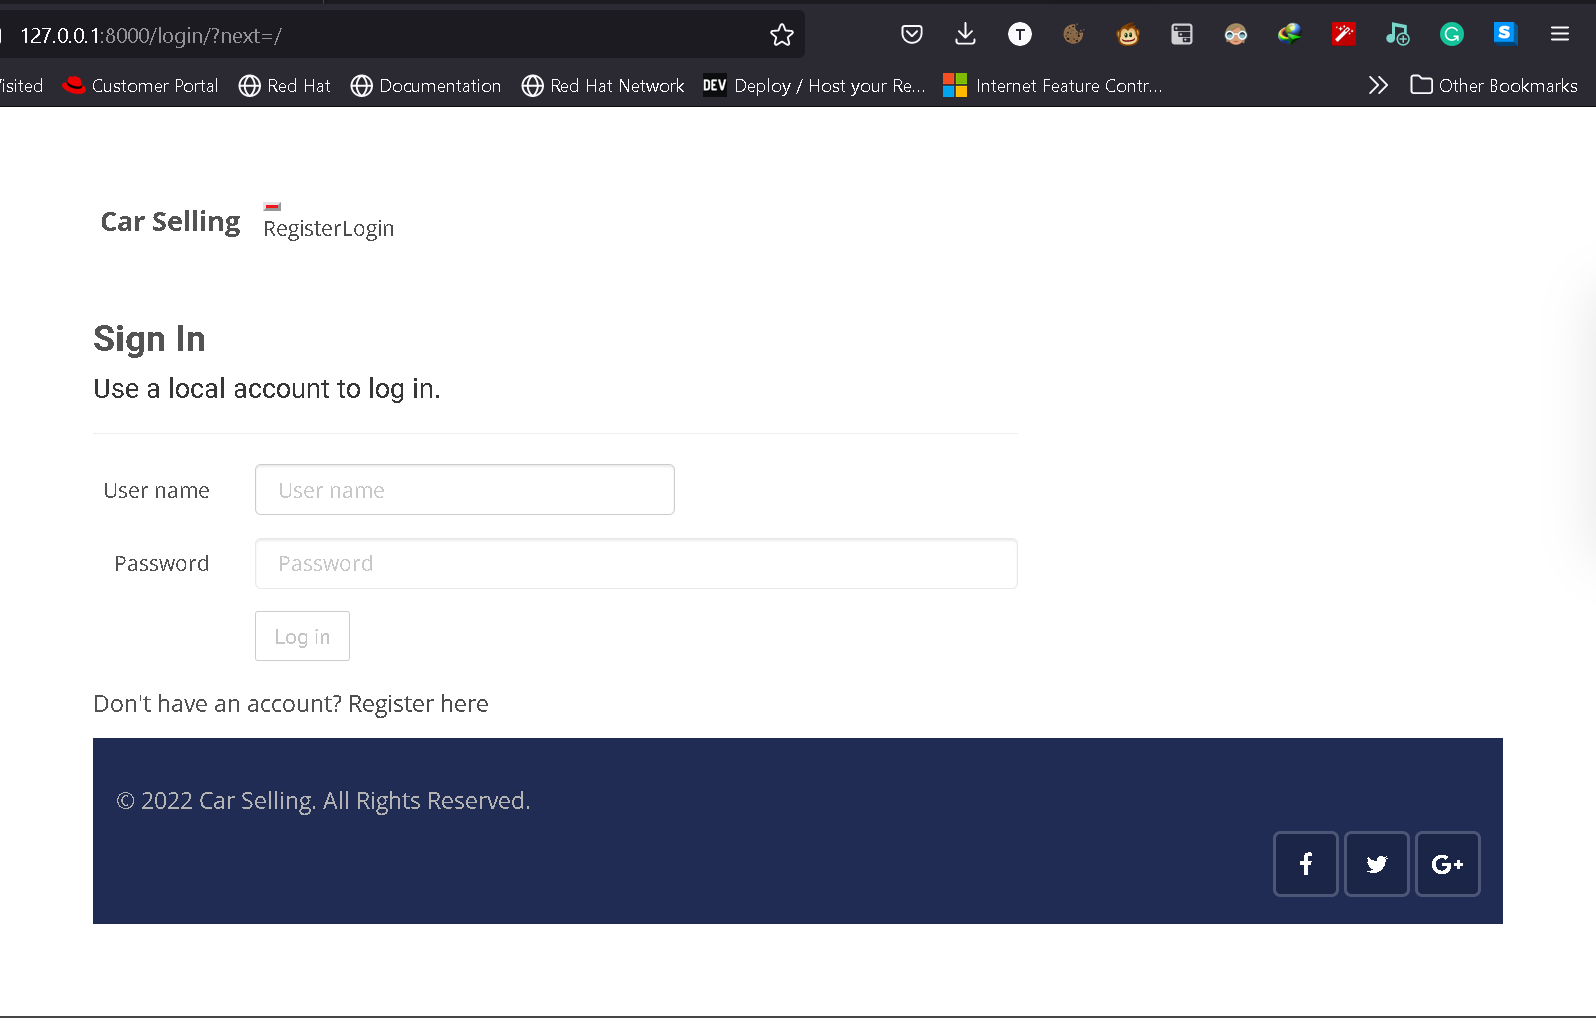 127.0.0.1:8000/login/?next=/
T
G
S
isited Customer Portal Red Hat Documentation Red Hat Network DEV Deploy / Host your Re... Internet Feature Contr... Other Bookmarks
Car Selling
RegisterLogin
Sign In
Use a local account to log in.
User name User name
Password Password
Log in
Don't have an account? Register here
© 2022 Car Selling. All Rights Reserved.
f G+